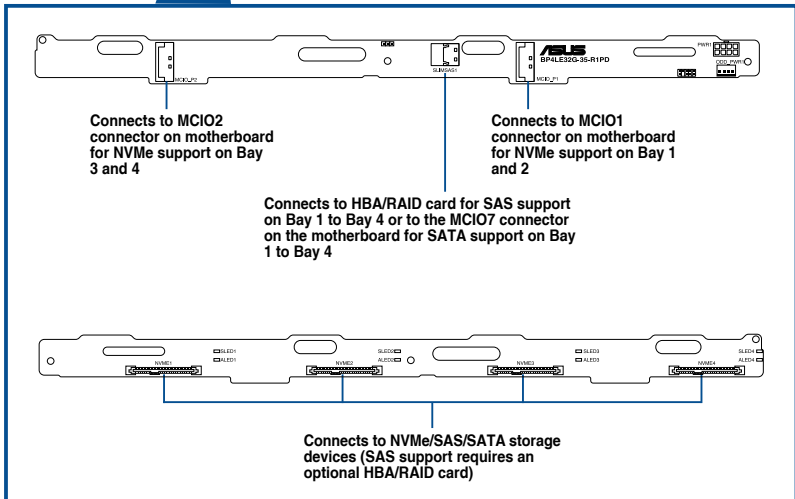 ASUS
BP4LE32G-35-R1PD
PWR1
ODD_PWR1
SLIMSAS1
MCIO_P2
MCIO_P1
Connects to MCIO2
connector on motherboard
for NVMe support on Bay
3 and 4
Connects to MCIO1
connector on motherboard
for NVMe support on Bay 1
and 2
Connects to HBA/RAID card for SAS support
on Bay 1 to Bay 4 or to the MCIO7 connector
on the motherboard for SATA support on Bay
1 to Bay 4
SLED1
ALED1
SLED2
ALED2
SLED3
ALED3
SLED4
ALED4
NVME1
NVME2
NVME3
NVME4
Connects to NVMe/SAS/SATA storage
devices (SAS support requires an
optional HBA/RAID card)